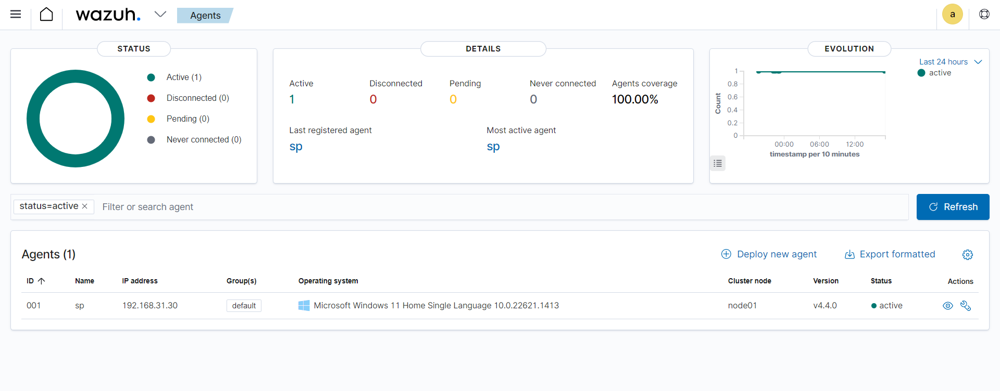 wazuh.
Agents
a
STATUS
Active (1)
Disconnected (0)
Pending (0)
Never connected (0)
DETAILS
Active
1
Disconnected
0
Pending
0
Never connected
0
Agents coverage
100.00%
Last registered agent
sp
Most active agent
sp
EVOLUTION
Last 24 hours
active
Count
1
0.8
0.6
0.4
0.2
0
00:00 06:00 12:00
timestamp per 10 minutes
status=active × Filter or search agent
Refresh
Agents (1)
Deploy new agent
Export formatted
ID Name IP address Group(s) Operating system Cluster node Version Status Actions
001 sp 192.168.31.30 default Microsoft Windows 11 Home Single Language 10.0.22621.1413 node01 v4.4.0 active